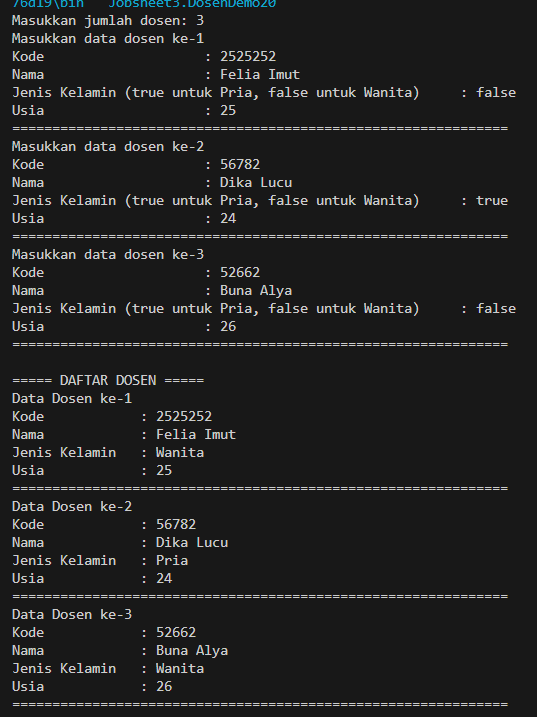 76d19\bin' 'Jobsheet3.DosenDemo20'
Masukkan jumlah dosen: 3
Masukkan data dosen ke-1
Kode : 2525252
Nama : Felia Imut
Jenis Kelamin (true untuk Pria, false untuk Wanita) : false
Usia : 25
==============================================================
Masukkan data dosen ke-2
Kode : 56782
Nama : Dika Lucu
Jenis Kelamin (true untuk Pria, false untuk Wanita) : true
Usia : 24
==============================================================
Masukkan data dosen ke-3
Kode : 52662
Nama : Buna Alya
Jenis Kelamin (true untuk Pria, false untuk Wanita) : false
Usia : 26
==============================================================
===== DAFTAR DOSEN =====
Data Dosen ke-1
Kode : 2525252
Nama : Felia Imut
Jenis Kelamin : Wanita
Usia : 25
==============================================================
Data Dosen ke-2
Kode : 56782
Nama : Dika Lucu
Jenis Kelamin : Pria
Usia : 24
==============================================================
Data Dosen ke-3
Kode : 52662
Nama : Buna Alya
Jenis Kelamin : Wanita
Usia : 26
==============================================================